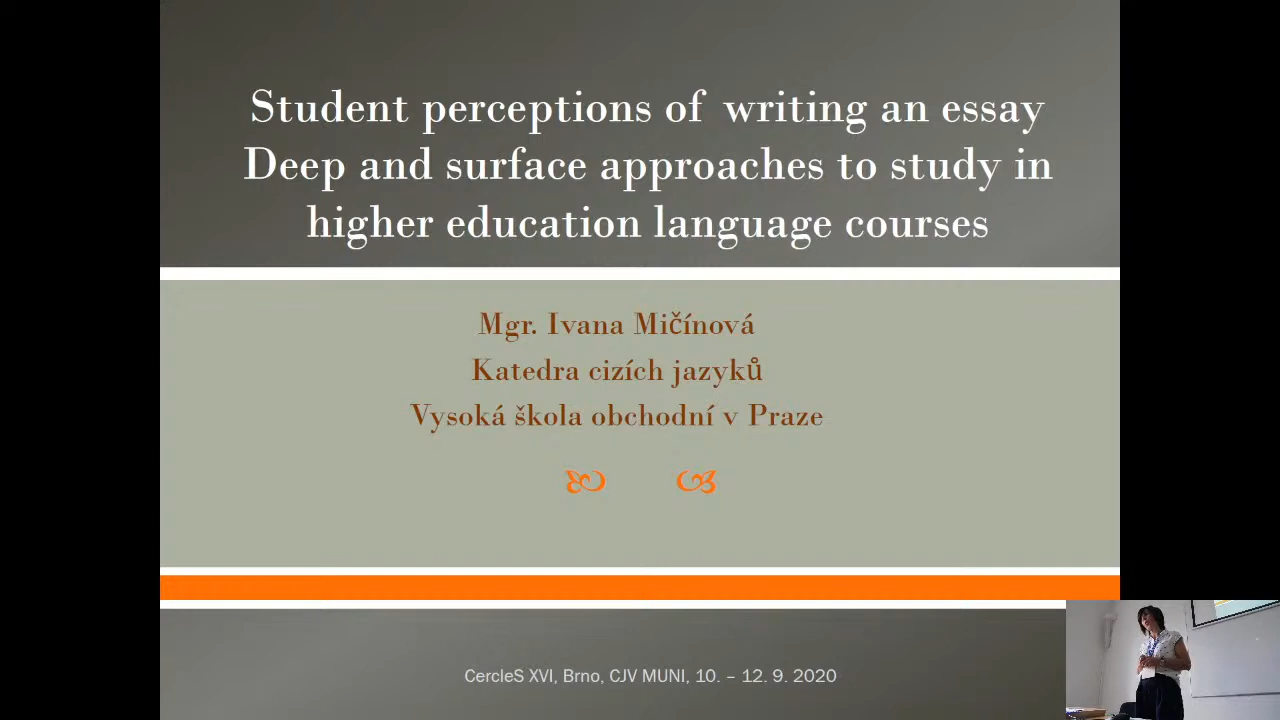 Student perceptions of writing an essay
Deep and surface approaches to study in
higher education language courses
Mgr. Ivana Mičínová
Katedra cizích jazyků
Vysoká škola obchodní v Praze
CercleS XVI, Brno, CJV MUNI, 10. – 12. 9. 2020